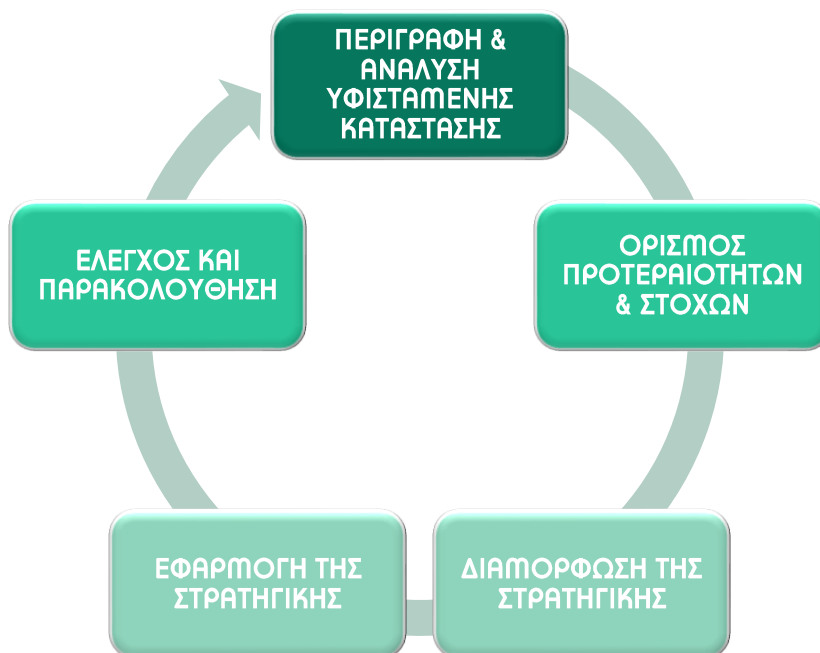 ΠΕΡΙΓΡΑΦΗ &
ΑΝΑΛΥΣΗ
ΥΦΙΣΤΑΜΕΝΗΣ
ΚΑΤΑΣΤΑΣΗΣ
ΟΡΙΣΜΟΣ
ΠΡΟΤΕΡΑΙΟΤΗΤΩΝ
& ΣΤΟΧΩΝ
ΔΙΑΜΟΡΦΩΣΗ ΤΗΣ
ΣΤΡΑΤΗΓΙΚΗΣ
ΕΦΑΡΜΟΓΗ ΤΗΣ
ΣΤΡΑΤΗΓΙΚΗΣ
ΕΛΕΓΧΟΣ ΚΑΙ
ΠΑΡΑΚΟΛΟΥΘΗΣΗ